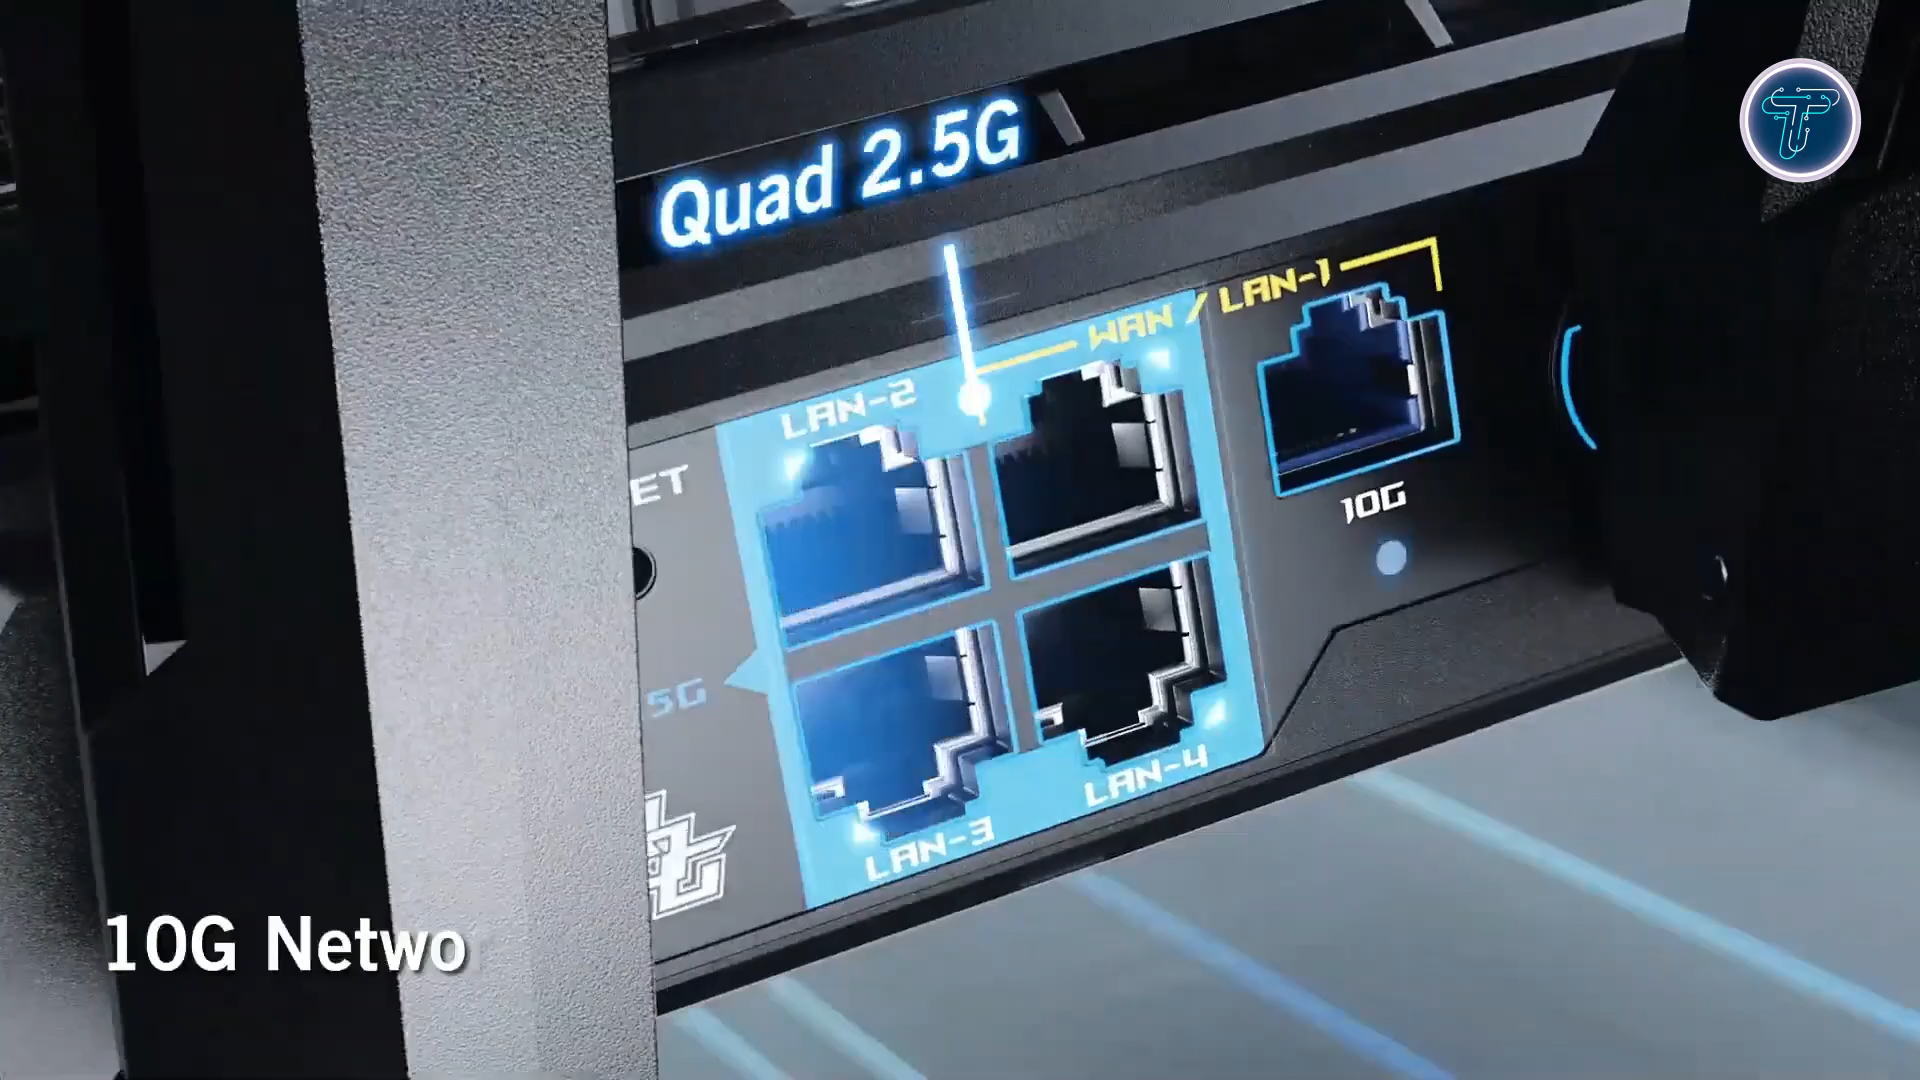 Quad 2.5G
WAN / LAN-1
LAN-2
ET
10G
5G
LAN-4
LAN-3
10G Netwo